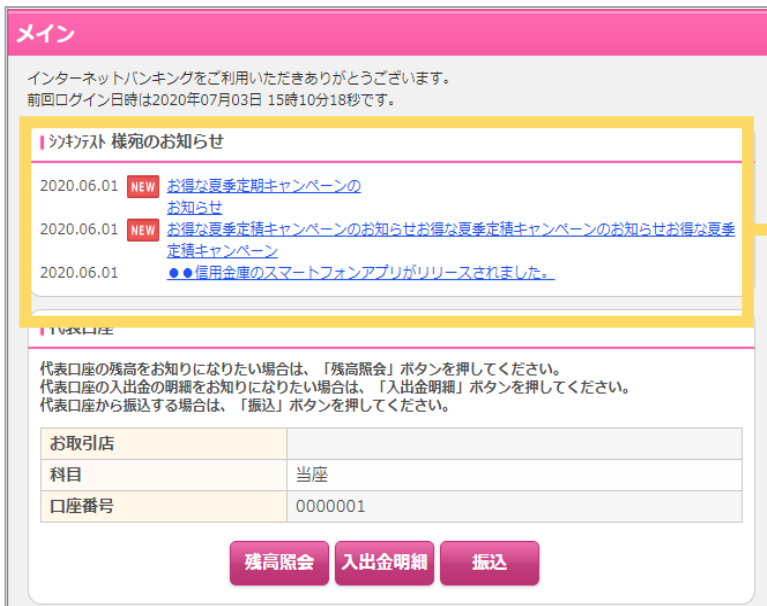 メイン
インターネットバンキングをご利用いただきありがとうございます。
前回ログイン日時は2020年07月03日 15時10分18秒です。
ｼﾝｷﾝﾃｽﾄ 様宛のお知らせ
2020.06.01 NEW お得な夏季定期キャンペーンの
お知らせ
2020.06.01 NEW お得な夏季定積キャンペーンのお知らせお得な夏季定積キャンペーンのお知らせお得な夏季
定積キャンペーン
2020.06.01 ●●信用金庫のスマートフォンアプリがリリースされました。
代表口座
代表口座の残高をお知りになりたい場合は、「残高照会」ボタンを押してください。
代表口座の入出金の明細をお知りになりたい場合は、「入出金明細」ボタンを押してください。
代表口座から振込する場合は、「振込」ボタンを押してください。
お取引店
科目 当座
口座番号 0000001
残高照会 入出金明細 振込